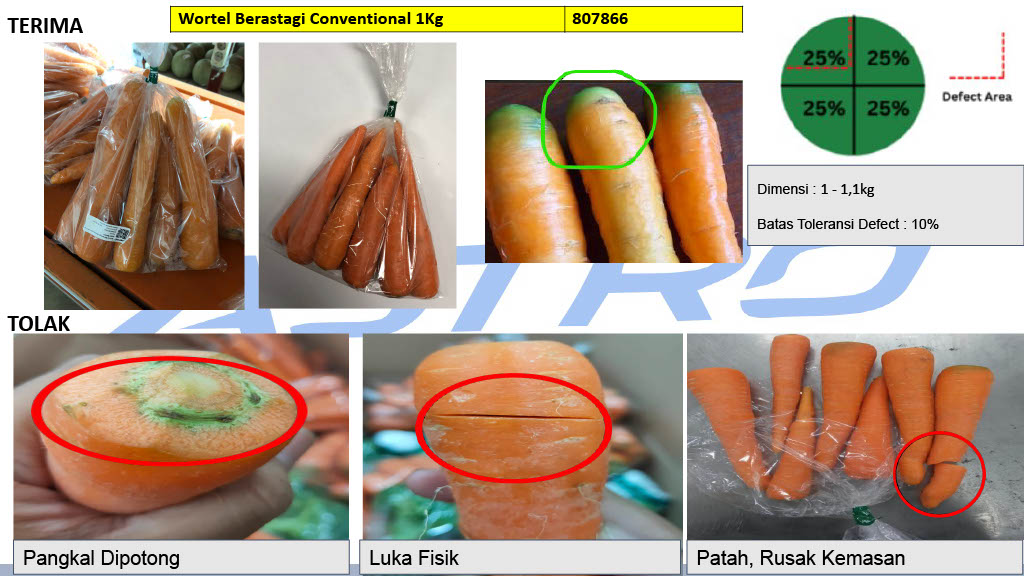 TERIMA
Wortel Berastagi Conventional 1Kg 807866
25% 25%
25% 25%
Defect Area
Dimensi : 1 - 1,1kg
Batas Toleransi Defect : 10%
ASTRO
TOLAK
Pangkal Dipotong
Luka Fisik
Patah, Rusak Kemasan